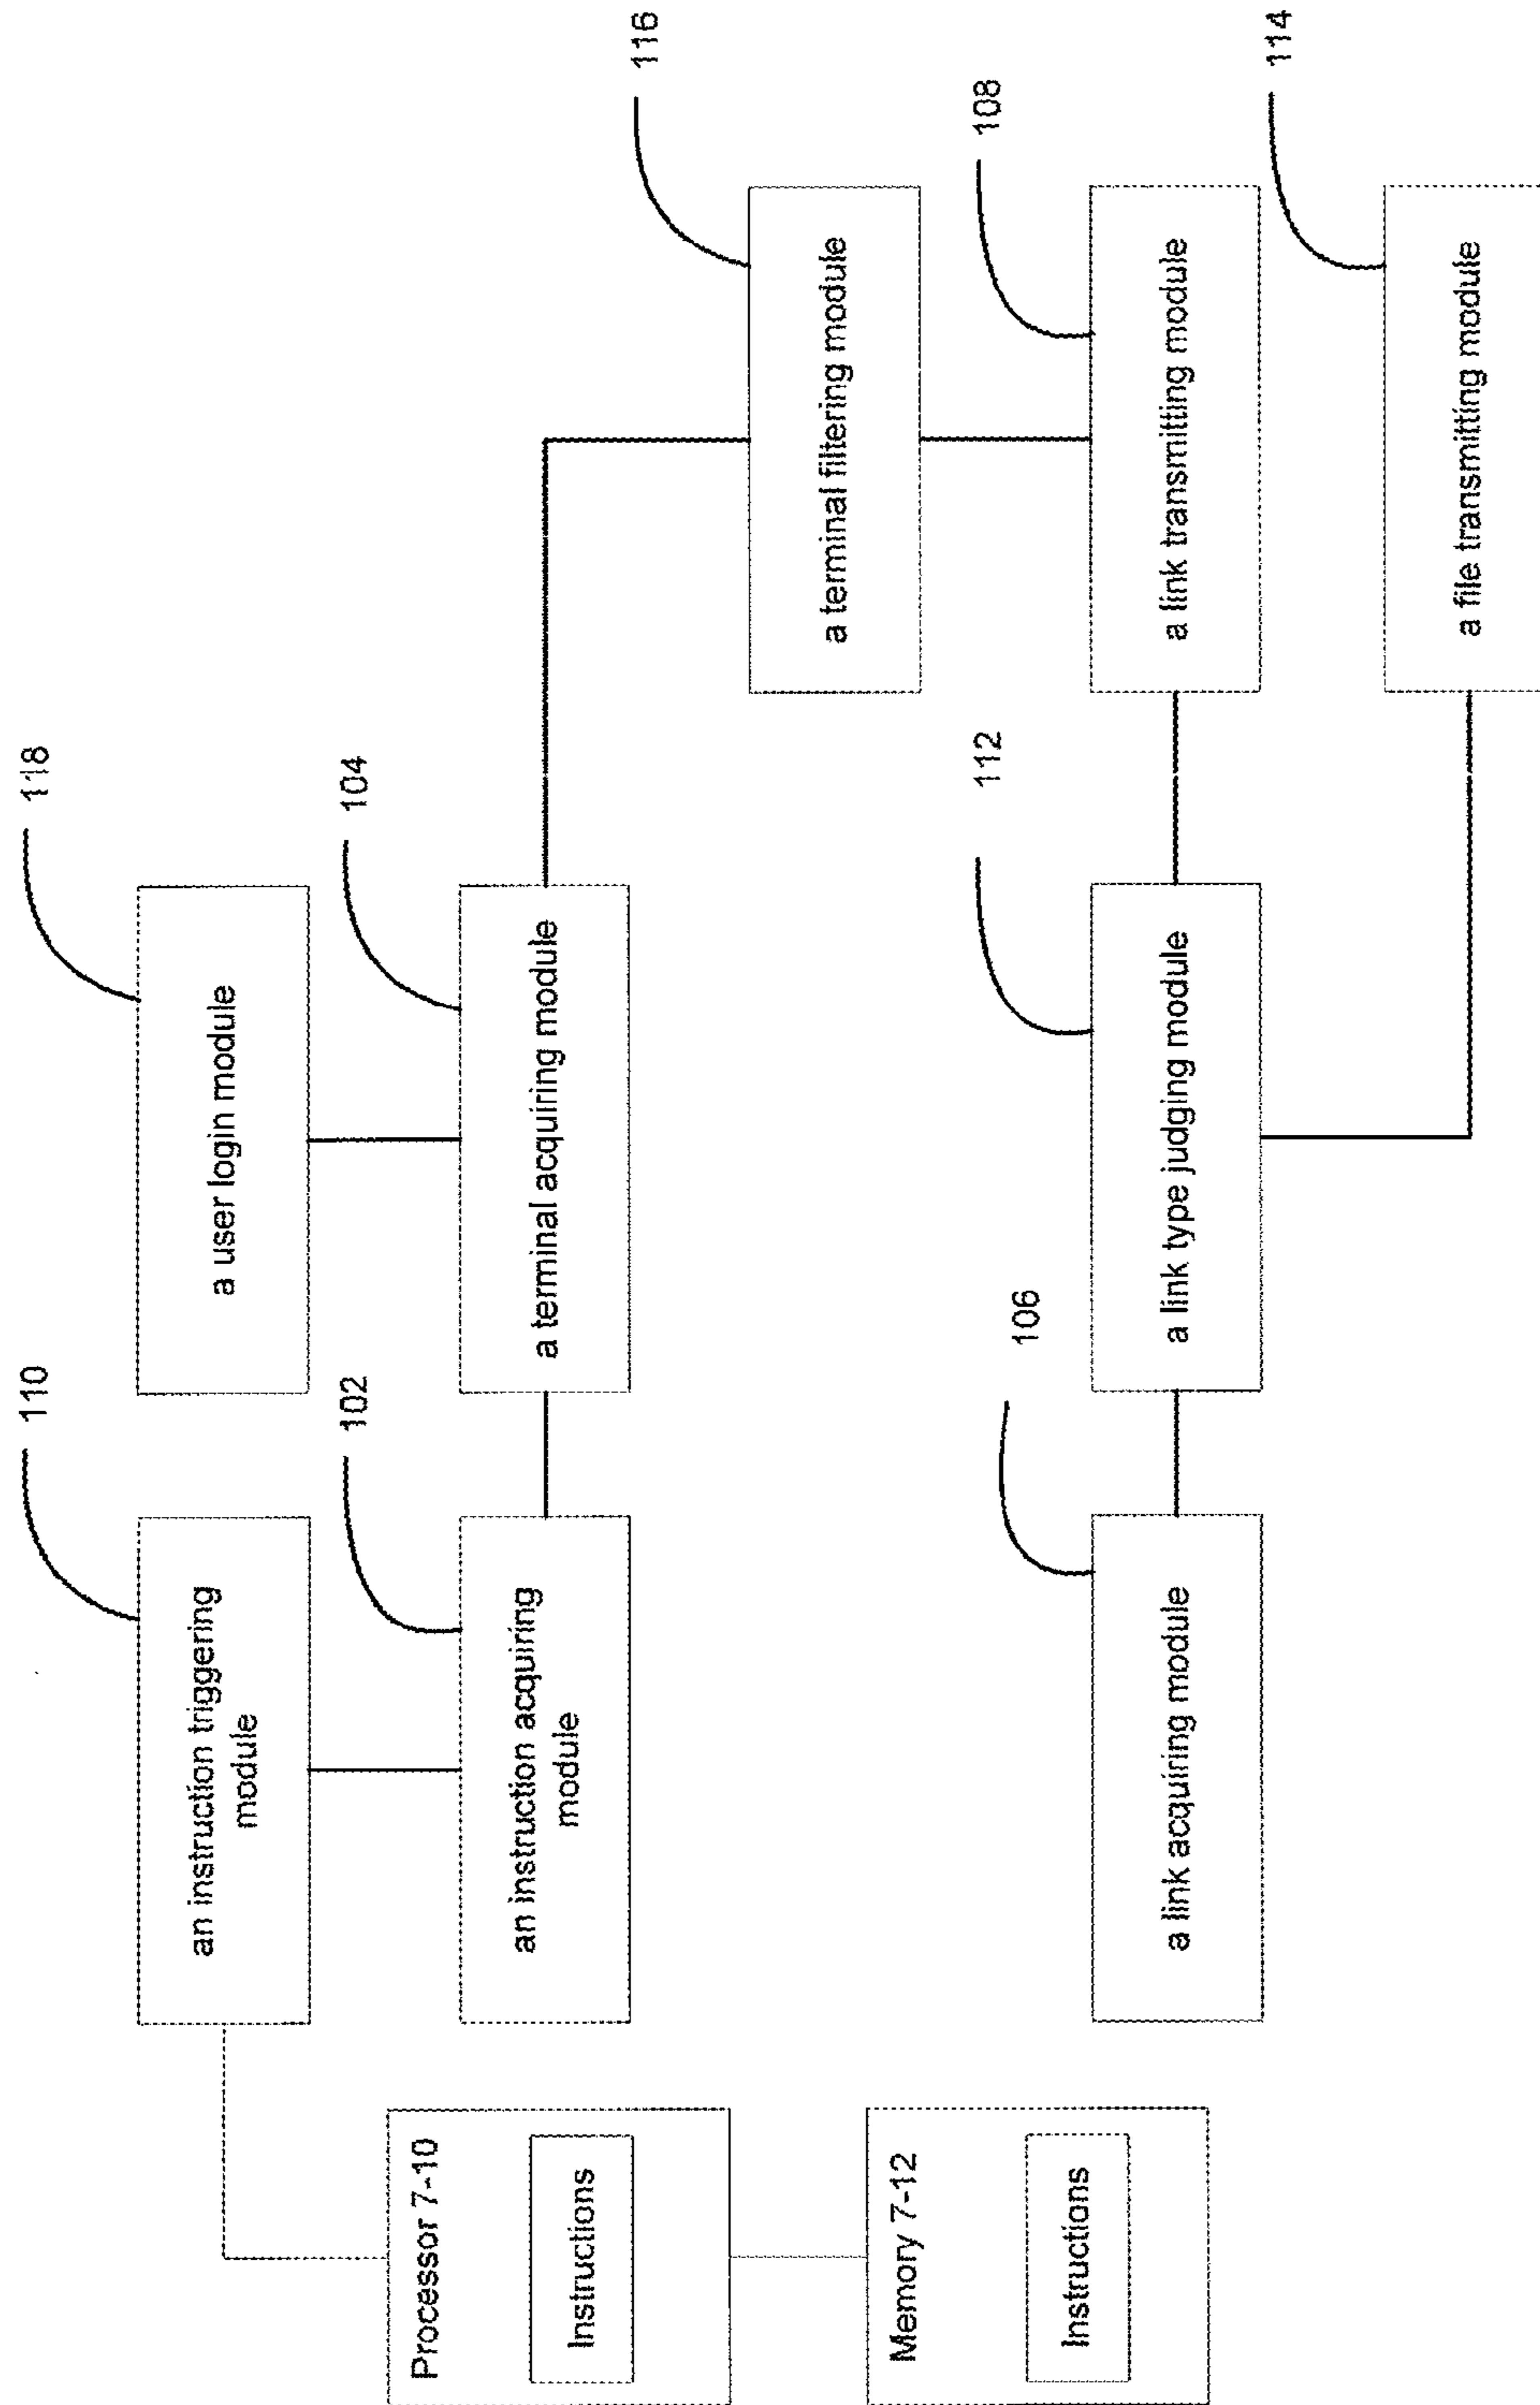 110
an instruction triggering
module
118
a user login module
102
an instruction acquiring
module
104
a terminal acquiring module
116
a terminal filtering module
106
a link acquiring module
112
a link type judging module
108
a link transmitting module
114
a file transmitting module
Processor 7-10
Instructions
Memory 7-12
Instructions